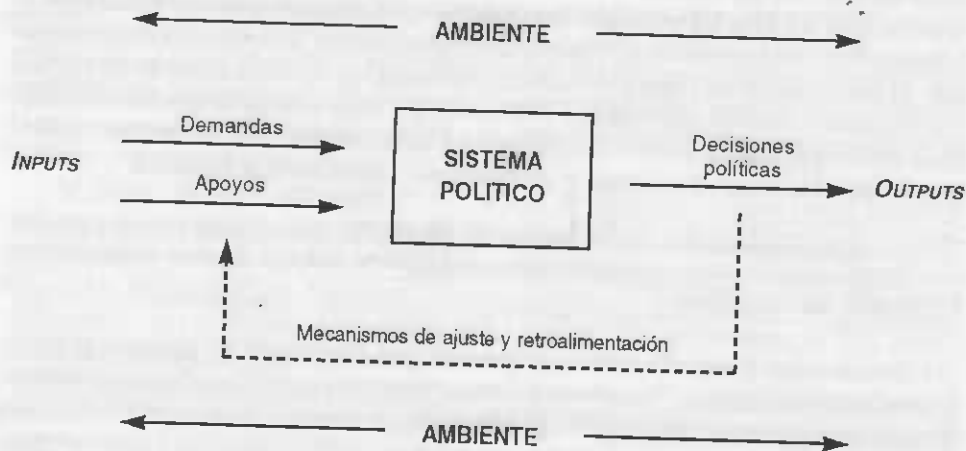 AMBIENTE
Demandas
INPUTS
Apoyos
SISTEMA
POLITICO
Decisiones
políticas
OUTPUTS
Mecanismos de ajuste y retroalimentación
AMBIENTE